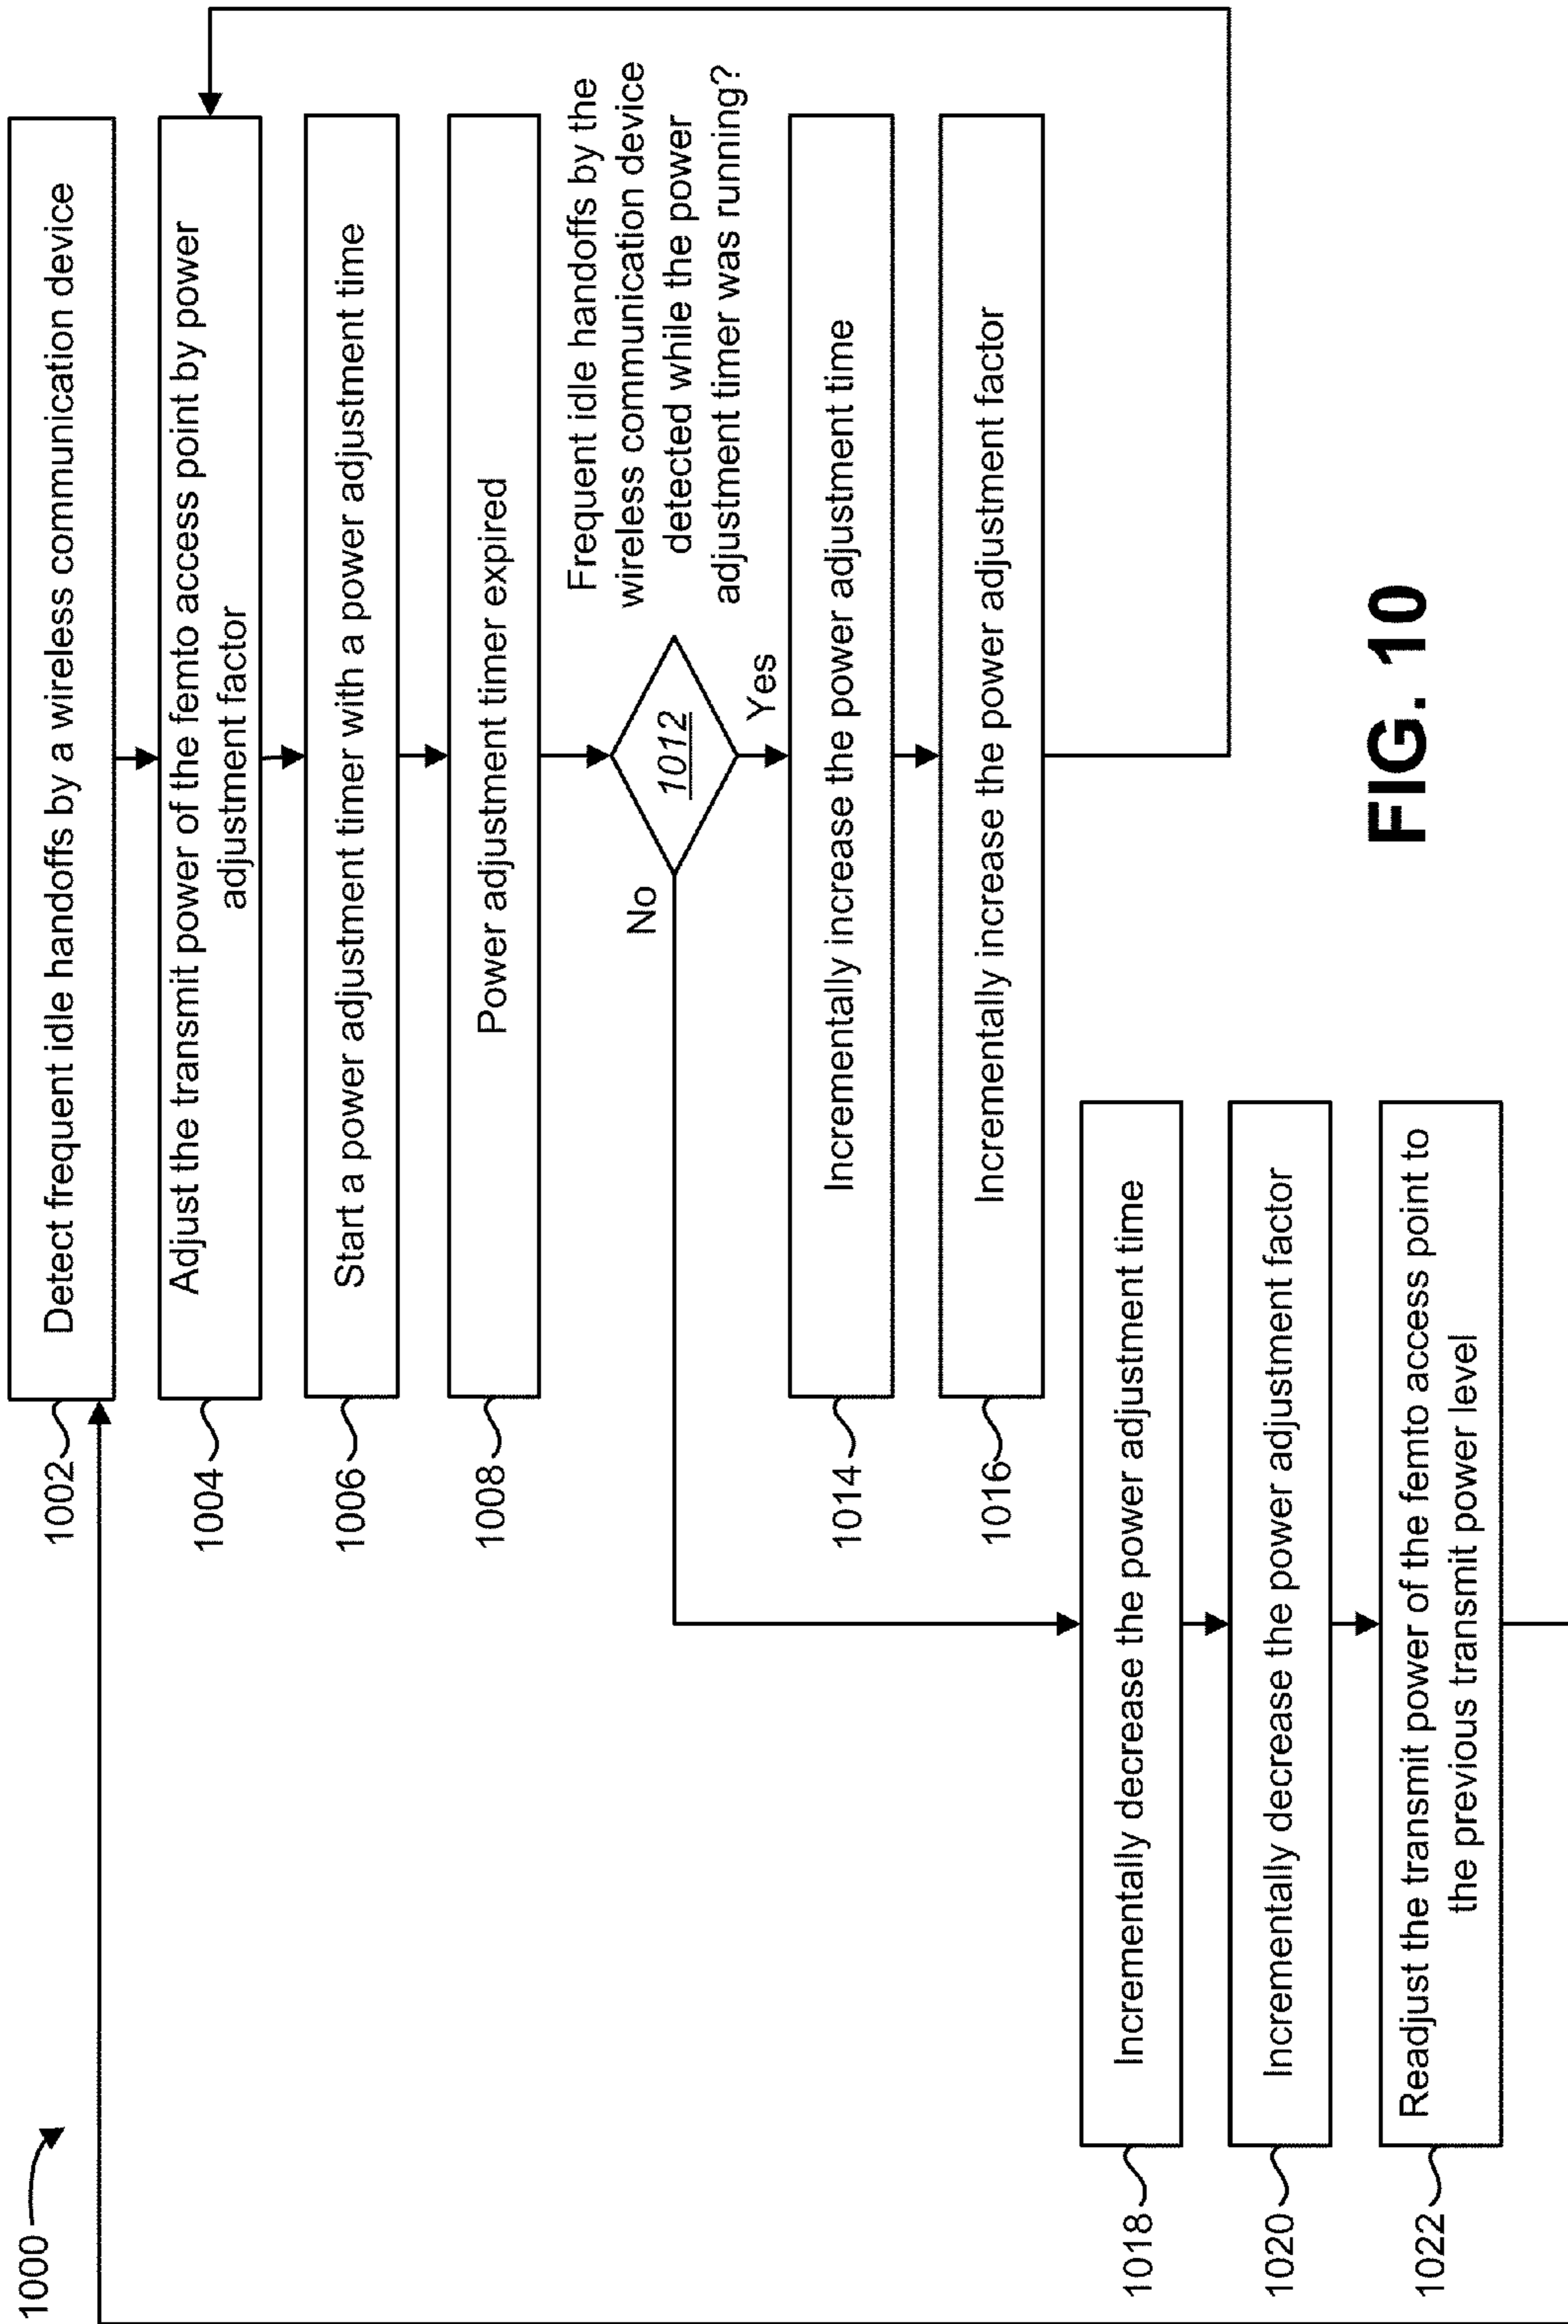 1000
1002
Detect frequent idle handoffs by a wireless communication device
1004
Adjust the transmit power of the femto access point by power
adjustment factor
1006
Start a power adjustment timer with a power adjustment time
1008
Power adjustment timer expired
Frequent idle handoffs by the
wireless communication device
detected while the power
adjustment timer was running?
1012
No
Yes
1014
Incrementally increase the power adjustment time
1016
Incrementally increase the power adjustment factor
1018
Incrementally decrease the power adjustment time
1020
Incrementally decrease the power adjustment factor
1022
Readjust the transmit power of the femto access point to
the previous transmit power level
FIG. 10